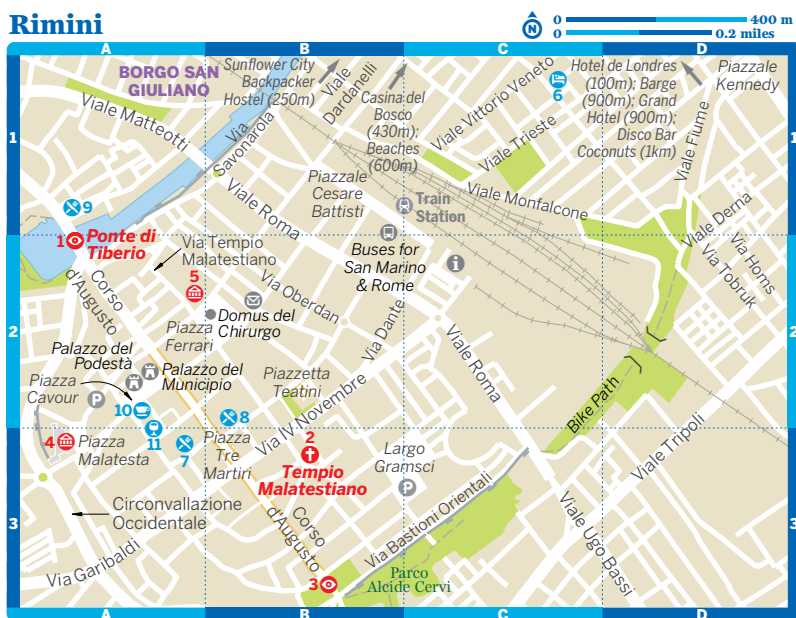 Rimini
0 400 m
0 0.2 miles
N
A B C D
1
2
3
1
2
3
A B C D
BORGO SAN
GIULIANO
Sunflower City
Backpacker
Hostel (250m)
Viale
Dardanelli
Casina del
Bosco
(430m);
Beaches
(600m)
Viale Vittorio Veneto
6
Hotel de Londres
(100m); Barge
(900m); Grand
Hotel (900m);
Disco Bar
Coconuts (1km)
Piazzale
Kennedy
Viale Matteotti
Via
Savonarola
Viale Trieste
Viale Fiume
Piazzale
Cesare
Battisti
Train
Station
Viale Monfalcone
Viale Roma
9
1 Ponte di
Tiberio
Via Tempio
Malatestiano
Buses for
San Marino
& Rome
i
Viale Derna
Via Homs
Via Tobruk
Corso
d'Augusto
5
Via Oberdan
Domus del
Chirurgo
Piazza
Ferrari
Via Dante
Viale Roma
Palazzo del
Podestà
Palazzo del
Municipio
Piazza
Cavour
P
Piazzetta
Teatini
Via IV Novembre
Bike Path
10
8
11
7
4
Piazza
Malatesta
Piazza
Tre
Martiri
2
Tempio
Malatestiano
Largo
Gramsci
P
Viale Tripoli
Circonvallazione
Occidentale
Corso
d'Augusto
Via Bastioni Orientali
Viale Ugo Bassi
Via Garibaldi
3
Parco
Alcide Cervi